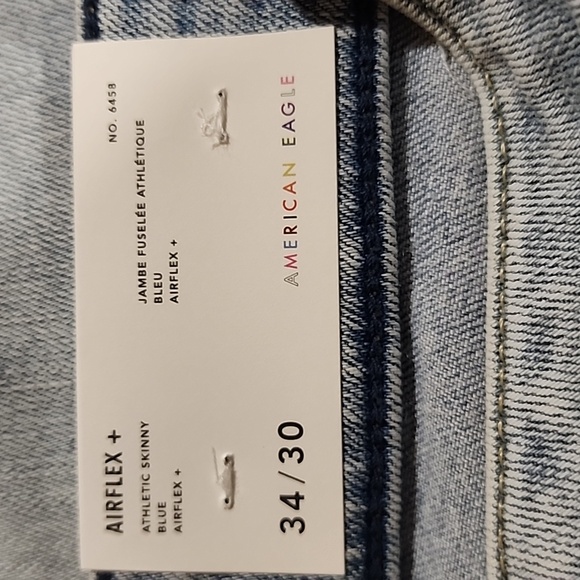 AIRFLEX +
NO. 6458
ATHLETIC SKINNY
BLUE
AIRFLEX +
JAMBE FUSELÉE ATHLÉTIQUE
BLEU
AIRFLEX +
34/30
AMERICAN EAGLE